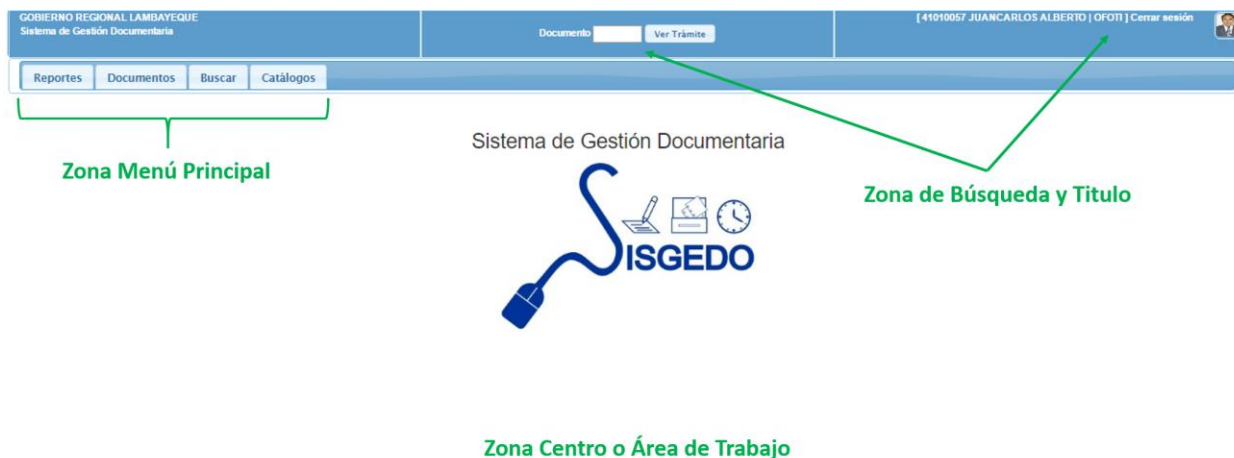 GOBIERNO REGIONAL LAMBAYEQUE
Sistema de Gestión Documentaria
Documento Ver Trámite
[ 41010057 JUANCARLOS ALBERTO | OFOTI ] Cerrar sesión
Reportes Documentos Buscar Catálogos
Zona Menú Principal
Sistema de Gestión Documentaria
Zona de Búsqueda y Titulo
SISGEDO
Zona Centro o Área de Trabajo